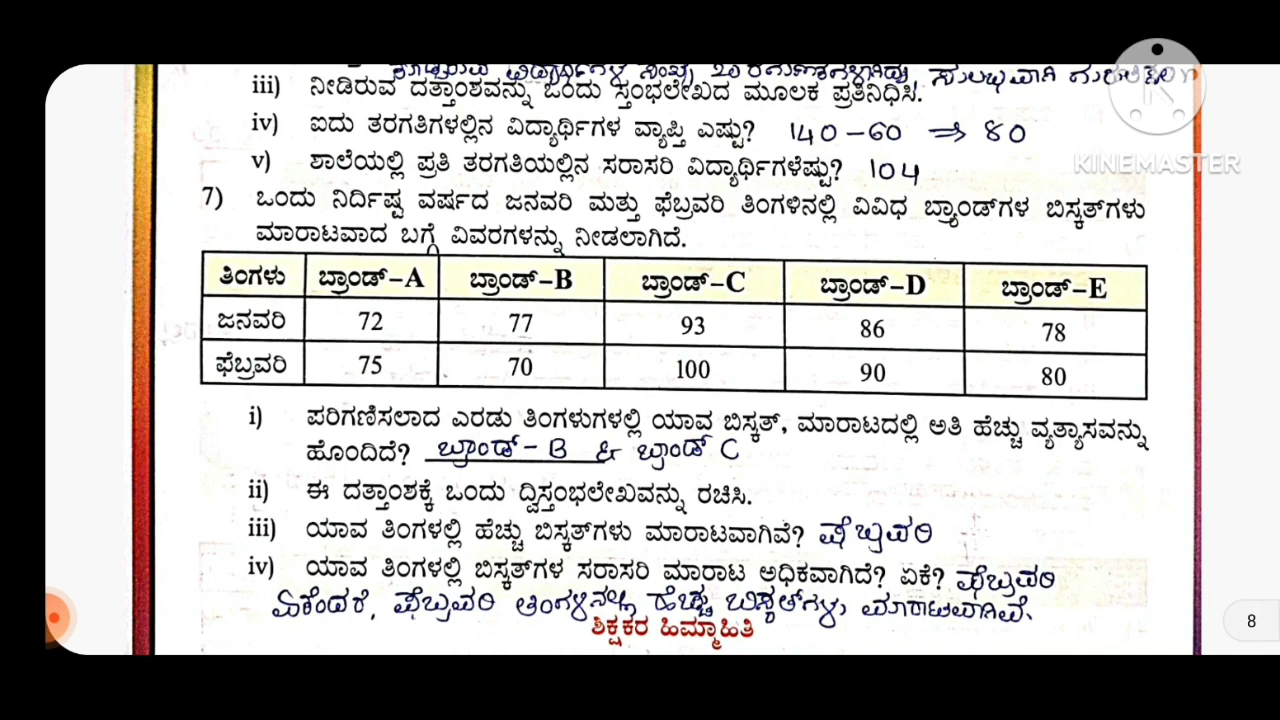 iii) ನೀಡಿರುವ ದತ್ತಾಂಶವನ್ನು ಒಂದು ಸ್ತಂಭಲೇಖದ ಮೂಲಕ ಪ್ರತಿನಿಧಿಸಿ.
KINEMASTER
iv) ಐದು ತರಗತಿಗಳಲ್ಲಿನ ವಿದ್ಯಾರ್ಥಿಗಳ ವ್ಯಾಪ್ತಿ ಎಷ್ಟು? 140 - 60 ⇒ 80
v) ಶಾಲೆಯಲ್ಲಿ ಪ್ರತಿ ತರಗತಿಯಲ್ಲಿನ ಸರಾಸರಿ ವಿದ್ಯಾರ್ಥಿಗಳೆಷ್ಟು? 104
7) ಒಂದು ನಿರ್ದಿಷ್ಟ ವರ್ಷದ ಜನವರಿ ಮತ್ತು ಫೆಬ್ರವರಿ ತಿಂಗಳಿನಲ್ಲಿ ವಿವಿಧ ಬ್ರ್ಯಾಂಡ್‌ಗಳ ಬಿಸ್ಕತ್‌ಗಳು
ಮಾರಾಟವಾದ ಬಗ್ಗೆ ವಿವರಗಳನ್ನು ನೀಡಲಾಗಿದೆ.
ತಿಂಗಳು ಬ್ರಾಂಡ್-A ಬ್ರಾಂಡ್-B ಬ್ರಾಂಡ್-C ಬ್ರಾಂಡ್-D ಬ್ರಾಂಡ್-E
ಜನವರಿ 72 77 93 86 78
ಫೆಬ್ರವರಿ 75 70 100 90 80
i) ಪರಿಗಣಿಸಲಾದ ಎರಡು ತಿಂಗಳುಗಳಲ್ಲಿ ಯಾವ ಬಿಸ್ಕತ್, ಮಾರಾಟದಲ್ಲಿ ಅತಿ ಹೆಚ್ಚು ವ್ಯತ್ಯಾಸವನ್ನು
ಹೊಂದಿದೆ? ಬ್ರಾಂಡ್ - B & ಬ್ರಾಂಡ್ C
ii) ಈ ದತ್ತಾಂಶಕ್ಕೆ ಒಂದು ದ್ವಿಸ್ತಂಭಲೇಖವನ್ನು ರಚಿಸಿ.
iii) ಯಾವ ತಿಂಗಳಲ್ಲಿ ಹೆಚ್ಚು ಬಿಸ್ಕತ್‌ಗಳು ಮಾರಾಟವಾಗಿವೆ? ಫೆಬ್ರವರಿ
iv) ಯಾವ ತಿಂಗಳಲ್ಲಿ ಬಿಸ್ಕತ್‌ಗಳ ಸರಾಸರಿ ಮಾರಾಟ ಅಧಿಕವಾಗಿದೆ? ಏಕೆ? ಫೆಬ್ರವರಿ
ಏಕೆಂದರೆ, ಫೆಬ್ರವರಿ ತಿಂಗಳಿನಲ್ಲಿ ಹೆಚ್ಚು ಬಿಸ್ಕತ್‌ಗಳು ಮಾರಾಟವಾಗಿವೆ.
ಶಿಕ್ಷಕರ ಹಿಮ್ಮಾಹಿತಿ
8